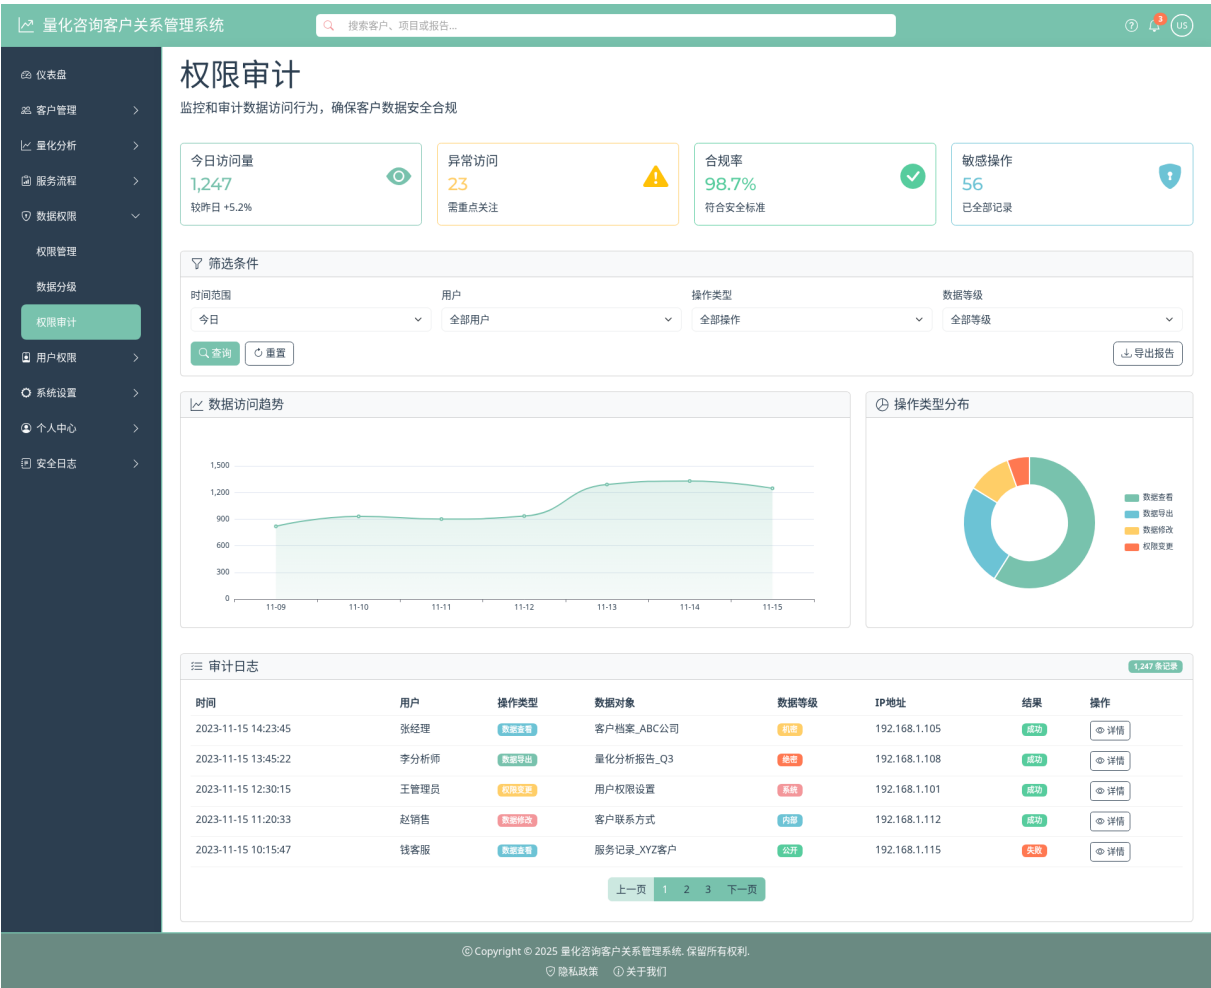 量化咨询客户关系管理系统
搜索客户、项目或报告...
3
US
仪表盘
客户管理
量化分析
服务流程
数据权限
权限管理
数据分级
权限审计
用户权限
系统设置
个人中心
安全日志
权限审计
监控和审计数据访问行为，确保客户数据安全合规
今日访问量
1,247
较昨日 +5.2%
异常访问
23
需重点关注
合规率
98.7%
符合安全标准
敏感操作
56
已全部记录
筛选条件
时间范围 用户 操作类型 数据等级
今日 全部用户 全部操作 全部等级
查询 重置 导出报告
数据访问趋势
1,500
1,200
900
600
300
0
11-09 11-10 11-11 11-12 11-13 11-14 11-15
操作类型分布
数据查看
数据导出
数据修改
权限变更
审计日志 1,247 条记录
时间 用户 操作类型 数据对象 数据等级 IP地址 结果 操作
2023-11-15 14:23:45 张经理 数据查看 客户档案_ABC公司 机密 192.168.1.105 成功 详情
2023-11-15 13:45:22 李分析师 数据导出 量化分析报告_Q3 绝密 192.168.1.108 成功 详情
2023-11-15 12:30:15 王管理员 权限变更 用户权限设置 系统 192.168.1.101 成功 详情
2023-11-15 11:20:33 赵销售 数据修改 客户联系方式 内部 192.168.1.112 成功 详情
2023-11-15 10:15:47 钱客服 数据查看 服务记录_XYZ客户 公开 192.168.1.115 失败 详情
上一页 1 2 3 下一页
© Copyright © 2025 量化咨询客户关系管理系统. 保留所有权利.
隐私政策 关于我们